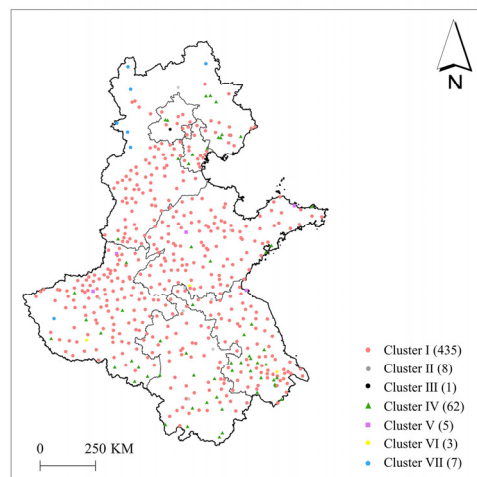 N
Cluster I (435)
Cluster II (8)
Cluster III (1)
Cluster IV (62)
Cluster V (5)
Cluster VI (3)
Cluster VII (7)
0 250 KM